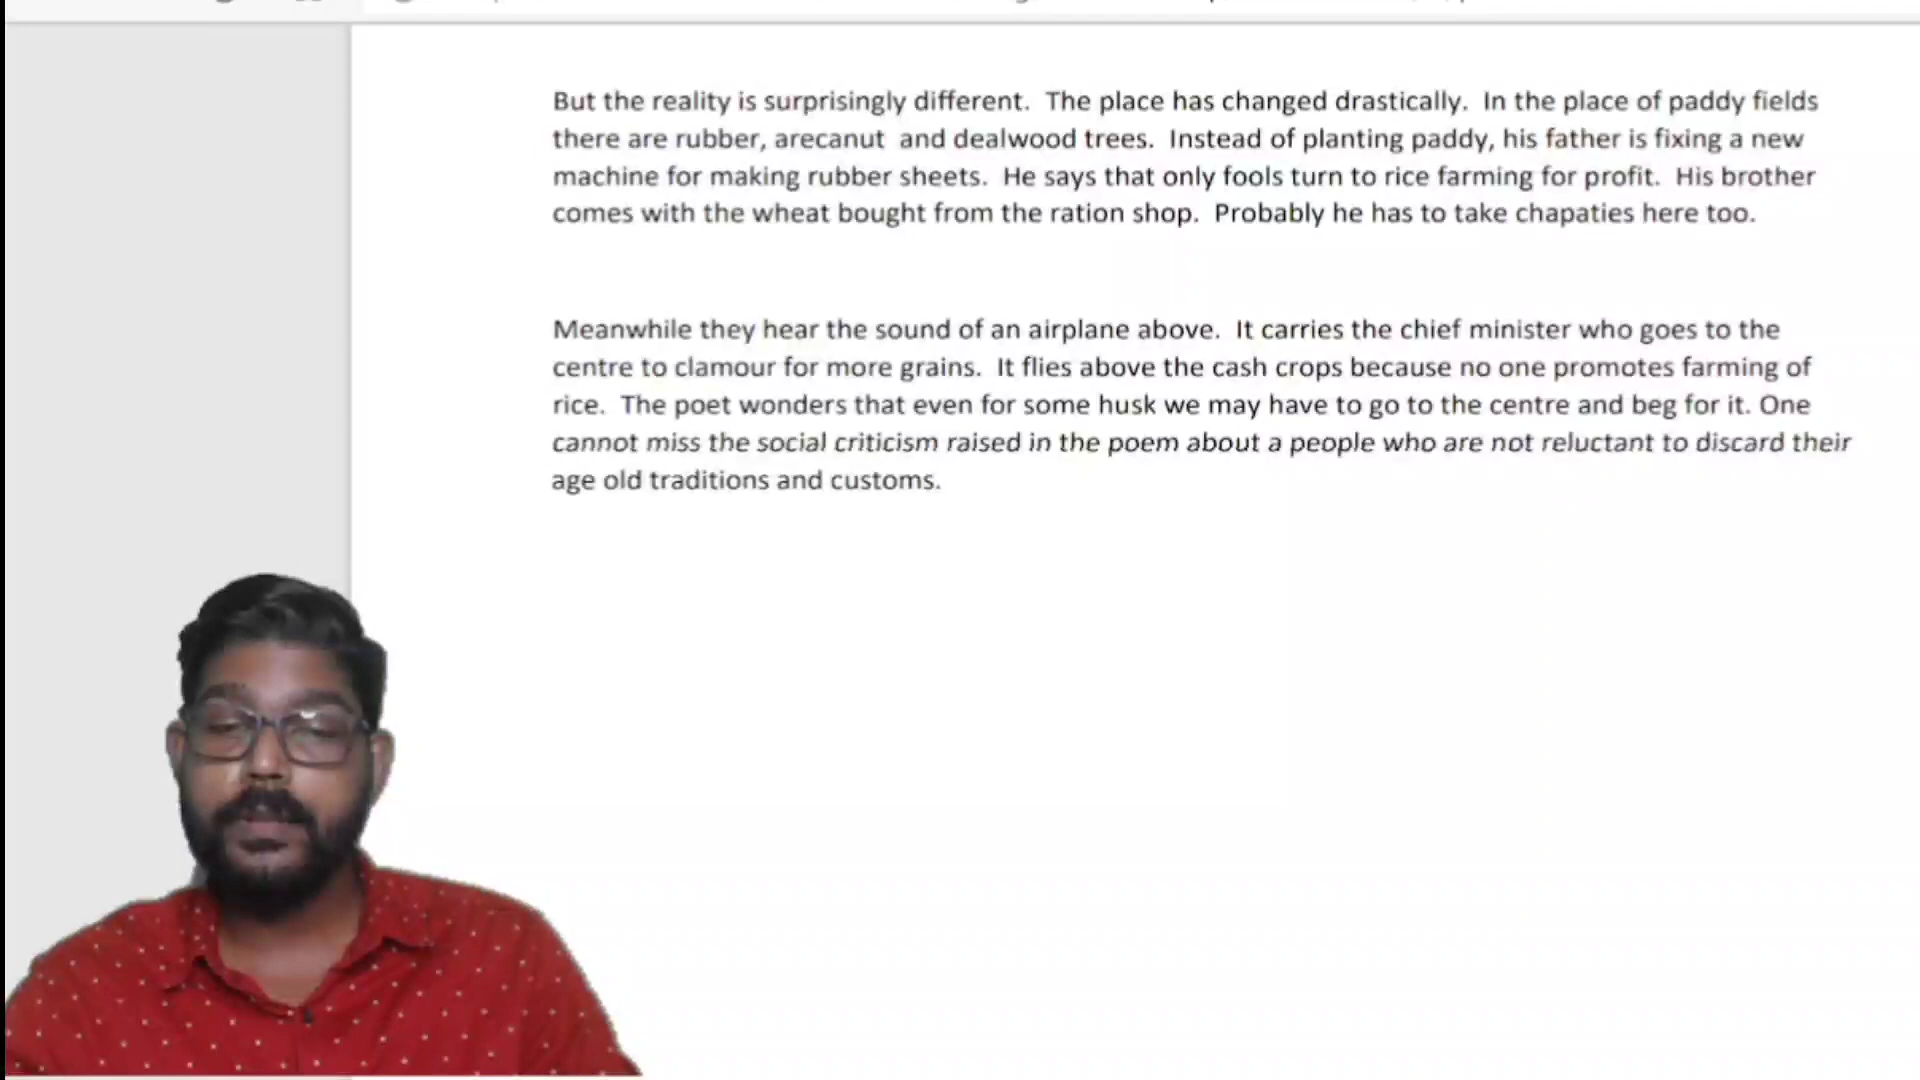 But the reality is surprisingly different. The place has changed drastically. In the place of paddy fields
there are rubber, arecanut and dealwood trees. Instead of planting paddy, his father is fixing a new
machine for making rubber sheets. He says that only fools turn to rice farming for profit. His brother
comes with the wheat bought from the ration shop. Probably he has to take chapaties here too.
Meanwhile they hear the sound of an airplane above. It carries the chief minister who goes to the
centre to clamour for more grains. It flies above the cash crops because no one promotes farming of
rice. The poet wonders that even for some husk we may have to go to the centre and beg for it. One
cannot miss the social criticism raised in the poem about a people who are not reluctant to discard their
age old traditions and customs.